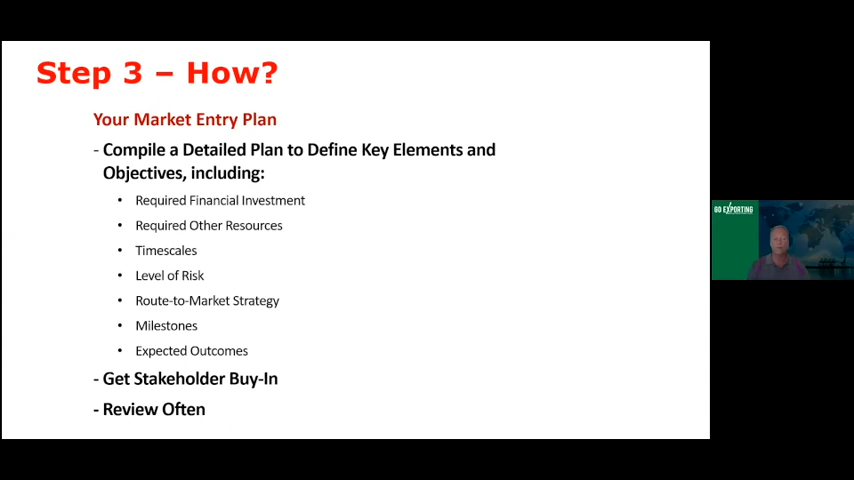 Step 3 – How?
Your Market Entry Plan
- Compile a Detailed Plan to Define Key Elements and
Objectives, including:
• Required Financial Investment
• Required Other Resources
• Timescales
• Level of Risk
• Route-to-Market Strategy
• Milestones
• Expected Outcomes
- Get Stakeholder Buy-In
- Review Often
GO EXPORTING